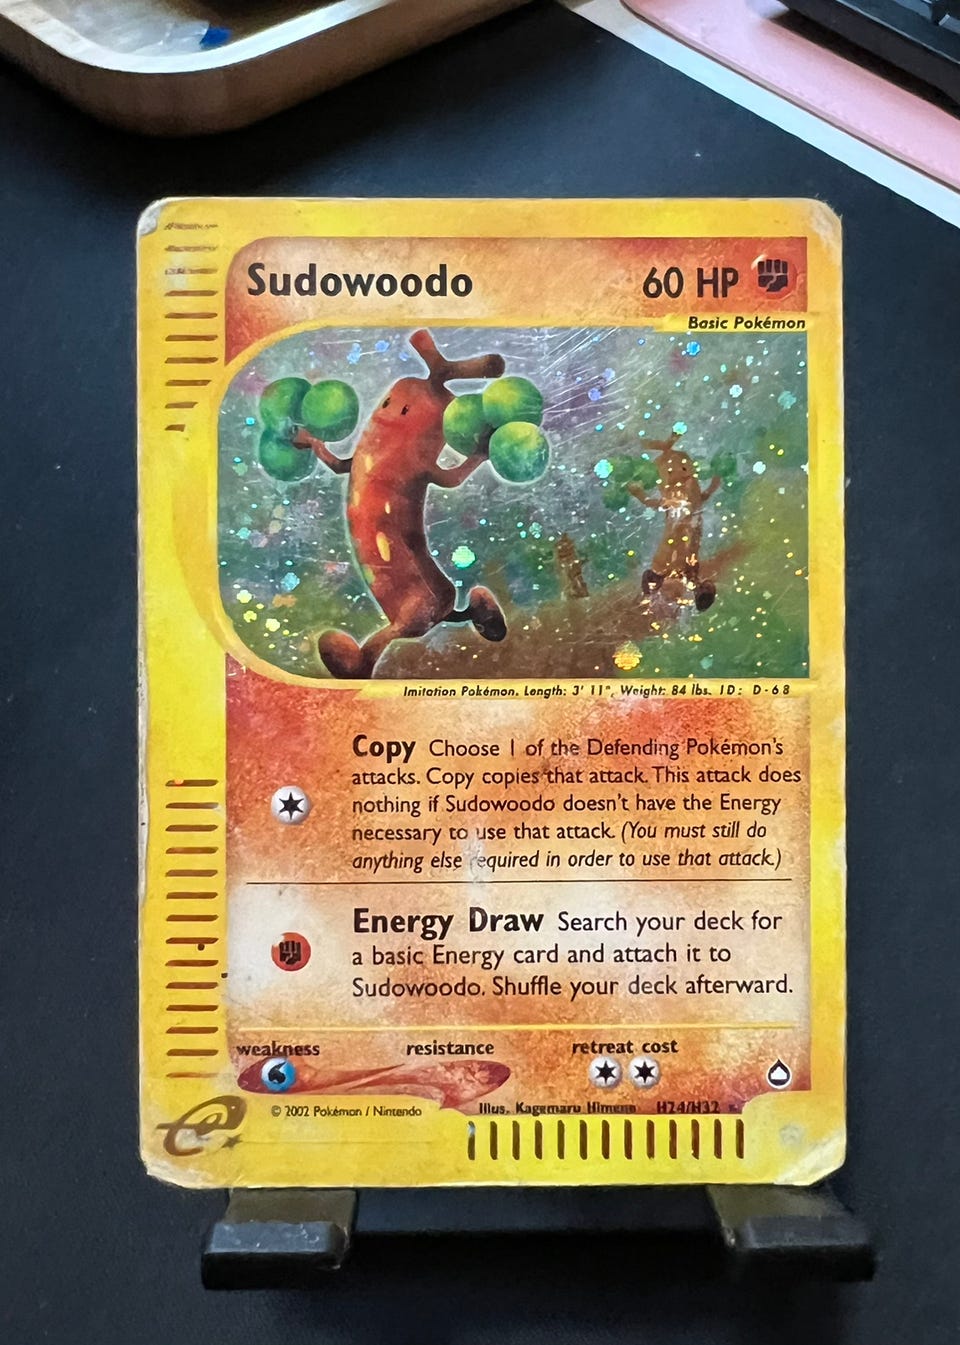 Sudowoodo 60 HP
Basic Pokémon
Imitation Pokémon. Length: 3' 11", Weight: 84 lbs. ID: D-68
Copy Choose 1 of the Defending Pokémon's
attacks. Copy copies that attack. This attack does
nothing if Sudowoodo doesn't have the Energy
necessary to use that attack. (You must still do
anything else required in order to use that attack.)
Energy Draw Search your deck for
a basic Energy card and attach it to
Sudowoodo. Shuffle your deck afterward.
weakness resistance retreat cost
© 2002 Pokémon / Nintendo Illus. Kagemaru Himeno H24/H32
e